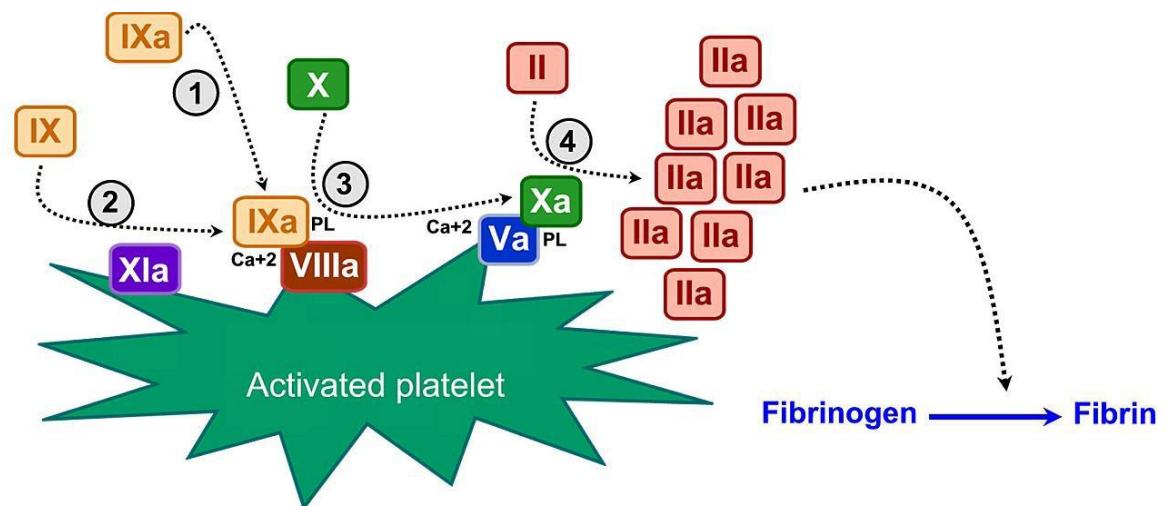 IXa
1
X
II
IIa
IIa
IIa
IX
4
IIa
IIa
3
2
Xa
IXa
PL
Ca+2
Va
PL
IIa
IIa
Ca+2
VIIIa
XIa
IIa
Activated platelet
Fibrinogen
Fibrin